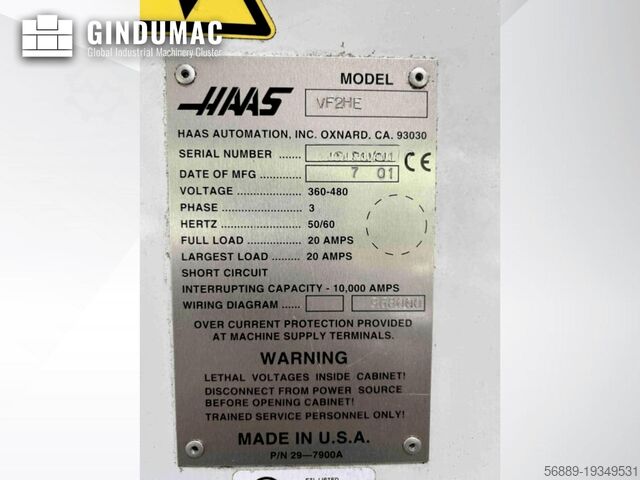 GINDUMAC
Global Industrial Machinery Cluster
HAAS
MODEL VF2HE
HAAS AUTOMATION, INC. OXNARD, CA. 93030
SERIAL NUMBER .......
DATE OF MFG ........... 7 01 CE
VOLTAGE .................. 360-480
PHASE ....................... 3
HERTZ ....................... 50/60
FULL LOAD ............... 20 AMPS
LARGEST LOAD ........ 20 AMPS
SHORT CIRCUIT
INTERRUPTING CAPACITY - 10,000 AMPS
WIRING DIAGRAM ......
OVER CURRENT PROTECTION PROVIDED
AT MACHINE SUPPLY TERMINALS.
WARNING
LETHAL VOLTAGES INSIDE CABINET!
DISCONNECT FROM POWER SOURCE
BEFORE OPENING CABINET!
TRAINED SERVICE PERSONNEL ONLY!
MADE IN U.S.A.
P/N 29-7900A
56889-19349531